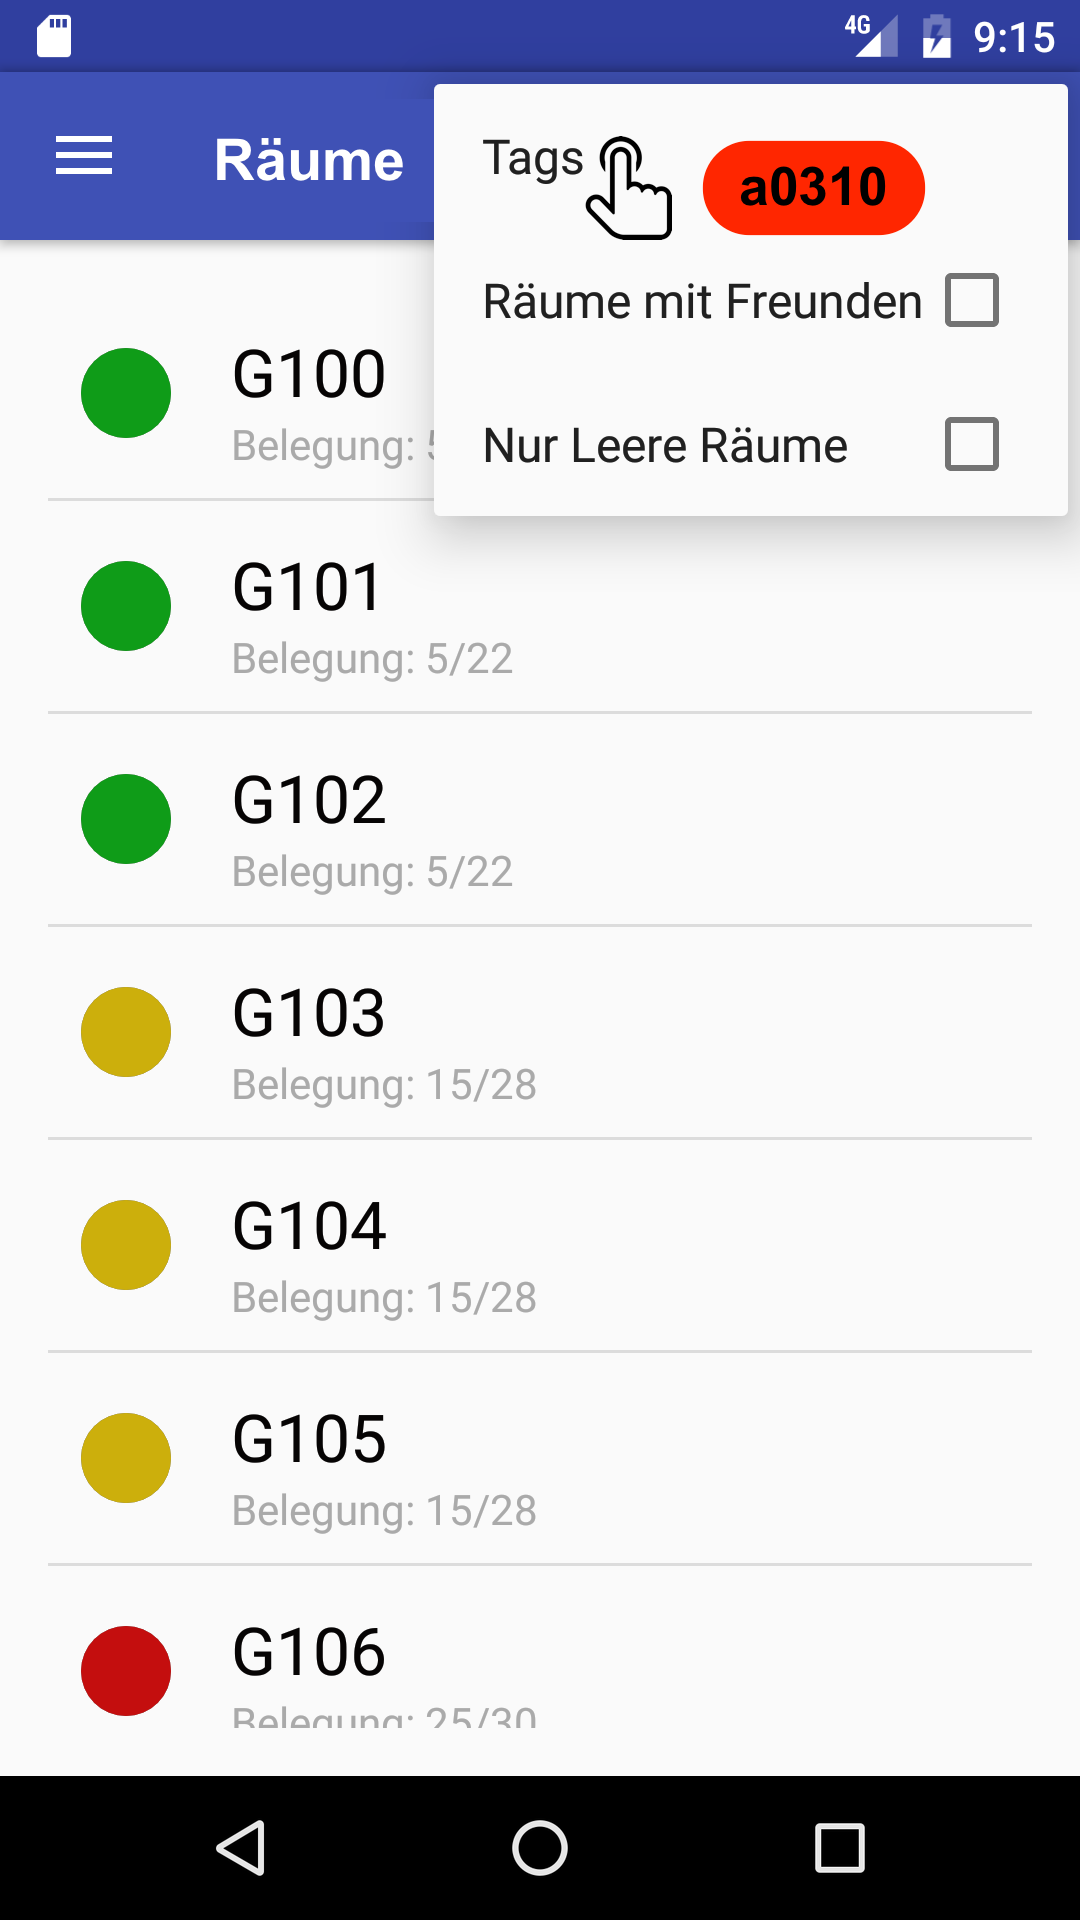 4G 9:15
Räume
Tags a0310
Räume mit Freunden
Nur Leere Räume
G100
Belegung:
G101
Belegung: 5/22
G102
Belegung: 5/22
G103
Belegung: 15/28
G104
Belegung: 15/28
G105
Belegung: 15/28
G106
Belegung: 25/30